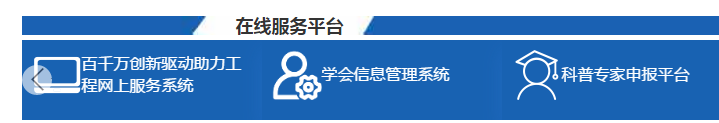 在线服务平台
百千万创新驱动助力工
程网上服务系统
学会信息管理系统
科普专家申报平台